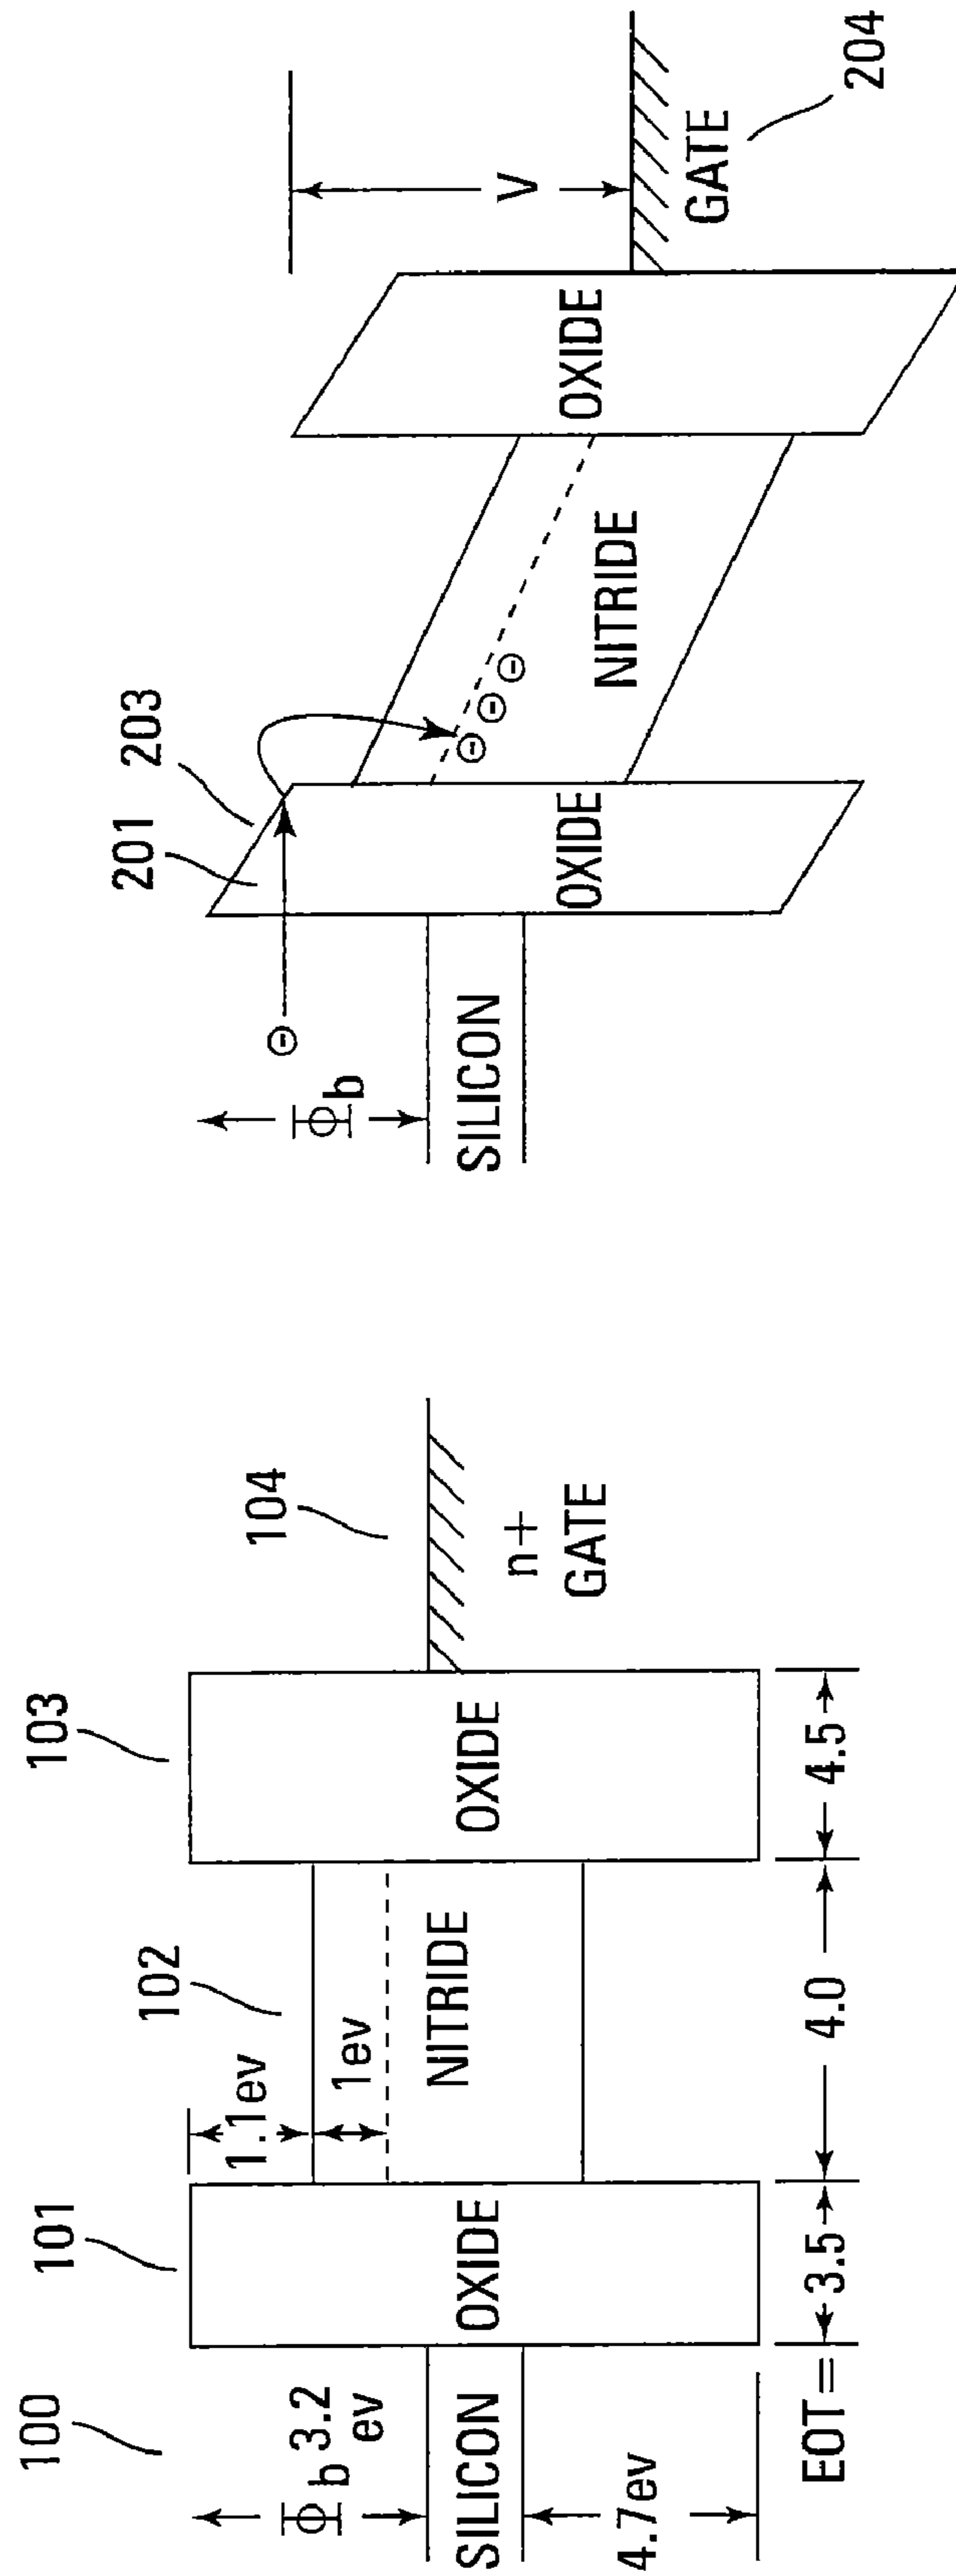 100
101
102
103
104
Φb 3.2
ev
1.1ev
1ev
SILICON
OXIDE
NITRIDE
OXIDE
n+
GATE
4.7ev
EOT = 3.5
4.0
4.5
201
203
Φb
V
SILICON
OXIDE
NITRIDE
OXIDE
GATE
204